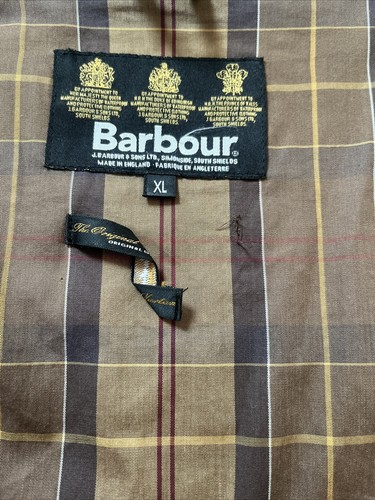 BY APPOINTMENT
TO HER MAJESTY THE QUEEN
MANUFACTURERS OF WATERPROOF
AND PROTECTIVE CLOTHING
J. BARBOUR & SONS LTD.
SOUTH SHIELDS
BY APPOINTMENT
H.R.H. THE DUKE OF EDINBURGH
MANUFACTURERS OF WATERPROOF
AND PROTECTIVE CLOTHING
J. BARBOUR & SONS LTD.
SOUTH SHIELDS
BY APPOINTMENT
H.R.H. THE PRINCE OF WALES
MANUFACTURERS OF WATERPROOF
AND PROTECTIVE CLOTHING
J. BARBOUR & SONS LTD.
SOUTH SHIELDS
Barbour®
J. BARBOUR & SONS LTD., SIMONSIDE, SOUTH SHIELDS
MADE IN ENGLAND · FABRIQUE EN ANGLETERRE
XL
The Original
ORIGINAL